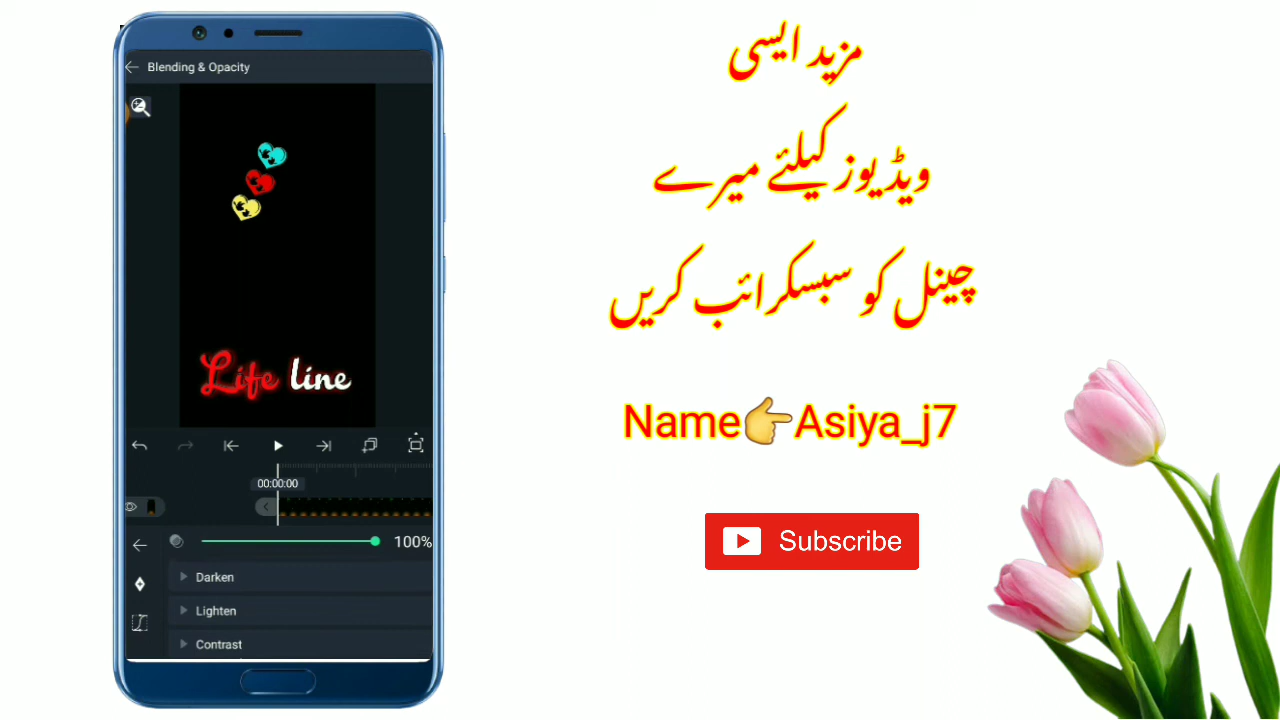 Blending & Opacity
Life line
00:00:00
100%
Darken
Lighten
Contrast
مزید ایسی
ویڈیوز کیلئے میرے
چینل کو سبسکرائب کریں
Name👉Asiya_j7
Subscribe